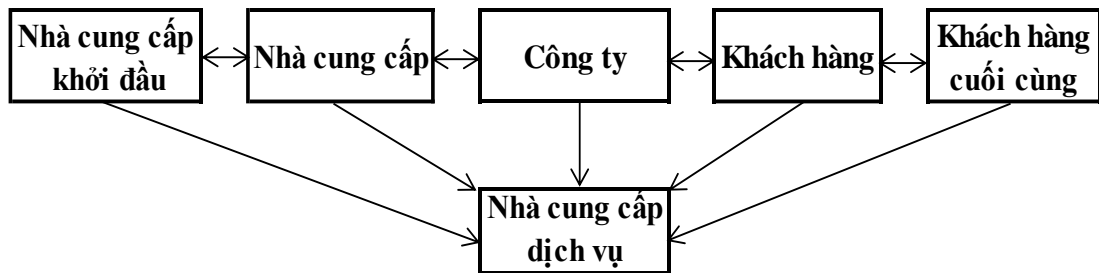 Nhà cung cấp
khởi đầu
Nhà cung cấp
Công ty
Khách hàng
Khách hàng
cuối cùng
Nhà cung cấp
dịch vụ